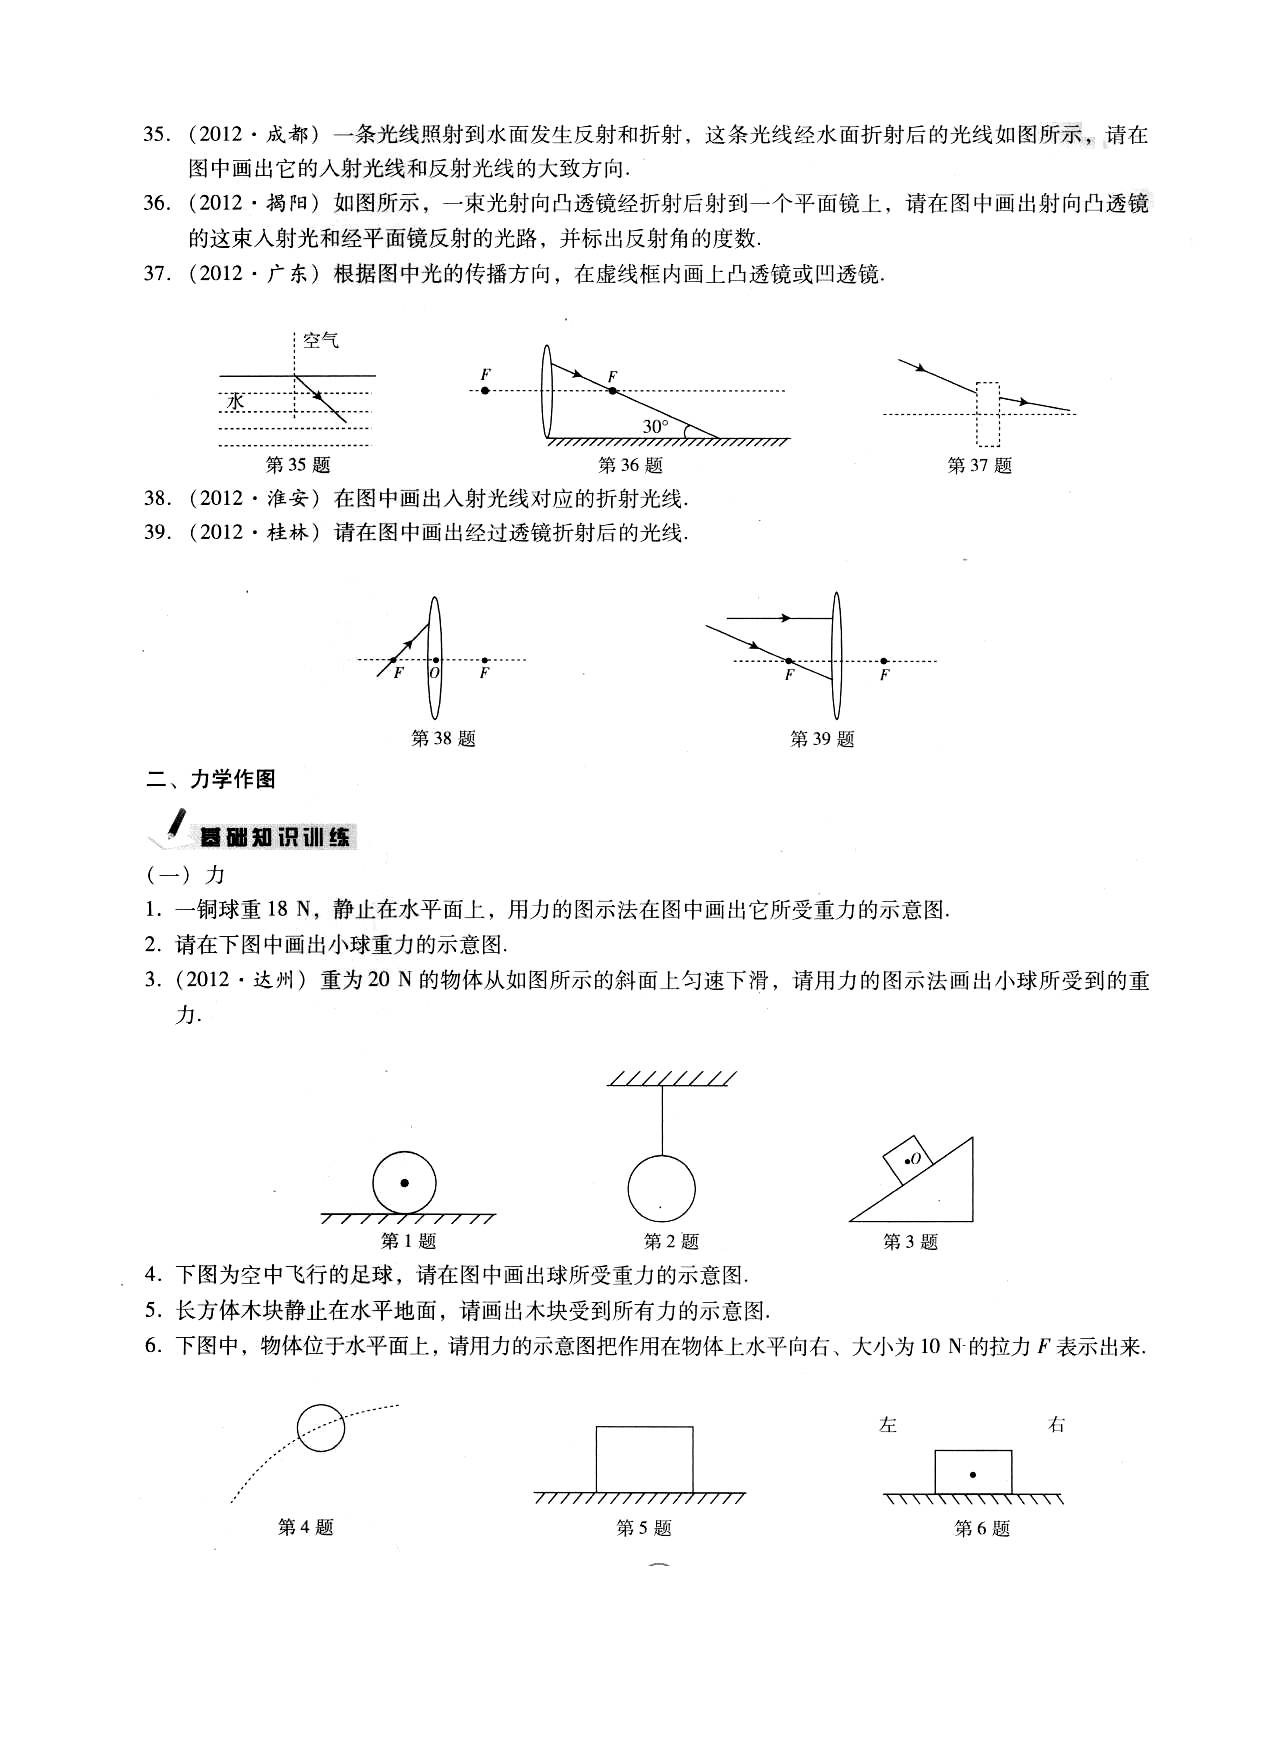 35. （2012·成都）一条光线照射到水面发生反射和折射，这条光线经水面折射后的光线如图所示，请在
图中画出它的入射光线和反射光线的大致方向.
36. （2012·揭阳）如图所示，一束光射向凸透镜经折射后射到一个平面镜上，请在图中画出射向凸透镜
的这束入射光和经平面镜反射的光路，并标出反射角的度数.
37. （2012·广东）根据图中光的传播方向，在虚线框内画上凸透镜或凹透镜.
空气
水
第 35 题
F
F
30°
第 36 题
第 37 题
38. （2012·淮安）在图中画出入射光线对应的折射光线.
39. （2012·桂林）请在图中画出经过透镜折射后的光线.
F O F
第 38 题
F F
第 39 题
二、力学作图
基础知识训练
（一）力
1. 一铜球重 18 N，静止在水平面上，用力的图示法在图中画出它所受重力的示意图.
2. 请在下图中画出小球重力的示意图.
3. （2012·达州）重为 20 N 的物体从如图所示的斜面上匀速下滑，请用力的图示法画出小球所受到的重
力.
第 1 题
第 2 题
O
第 3 题
4. 下图为空中飞行的足球，请在图中画出球所受重力的示意图.
5. 长方体木块静止在水平地面，请画出木块受到所有力的示意图.
6. 下图中，物体位于水平面上，请用力的示意图把作用在物体上水平向右、大小为 10 N 的拉力 F 表示出来.
左 右
第 4 题
第 5 题
第 6 题